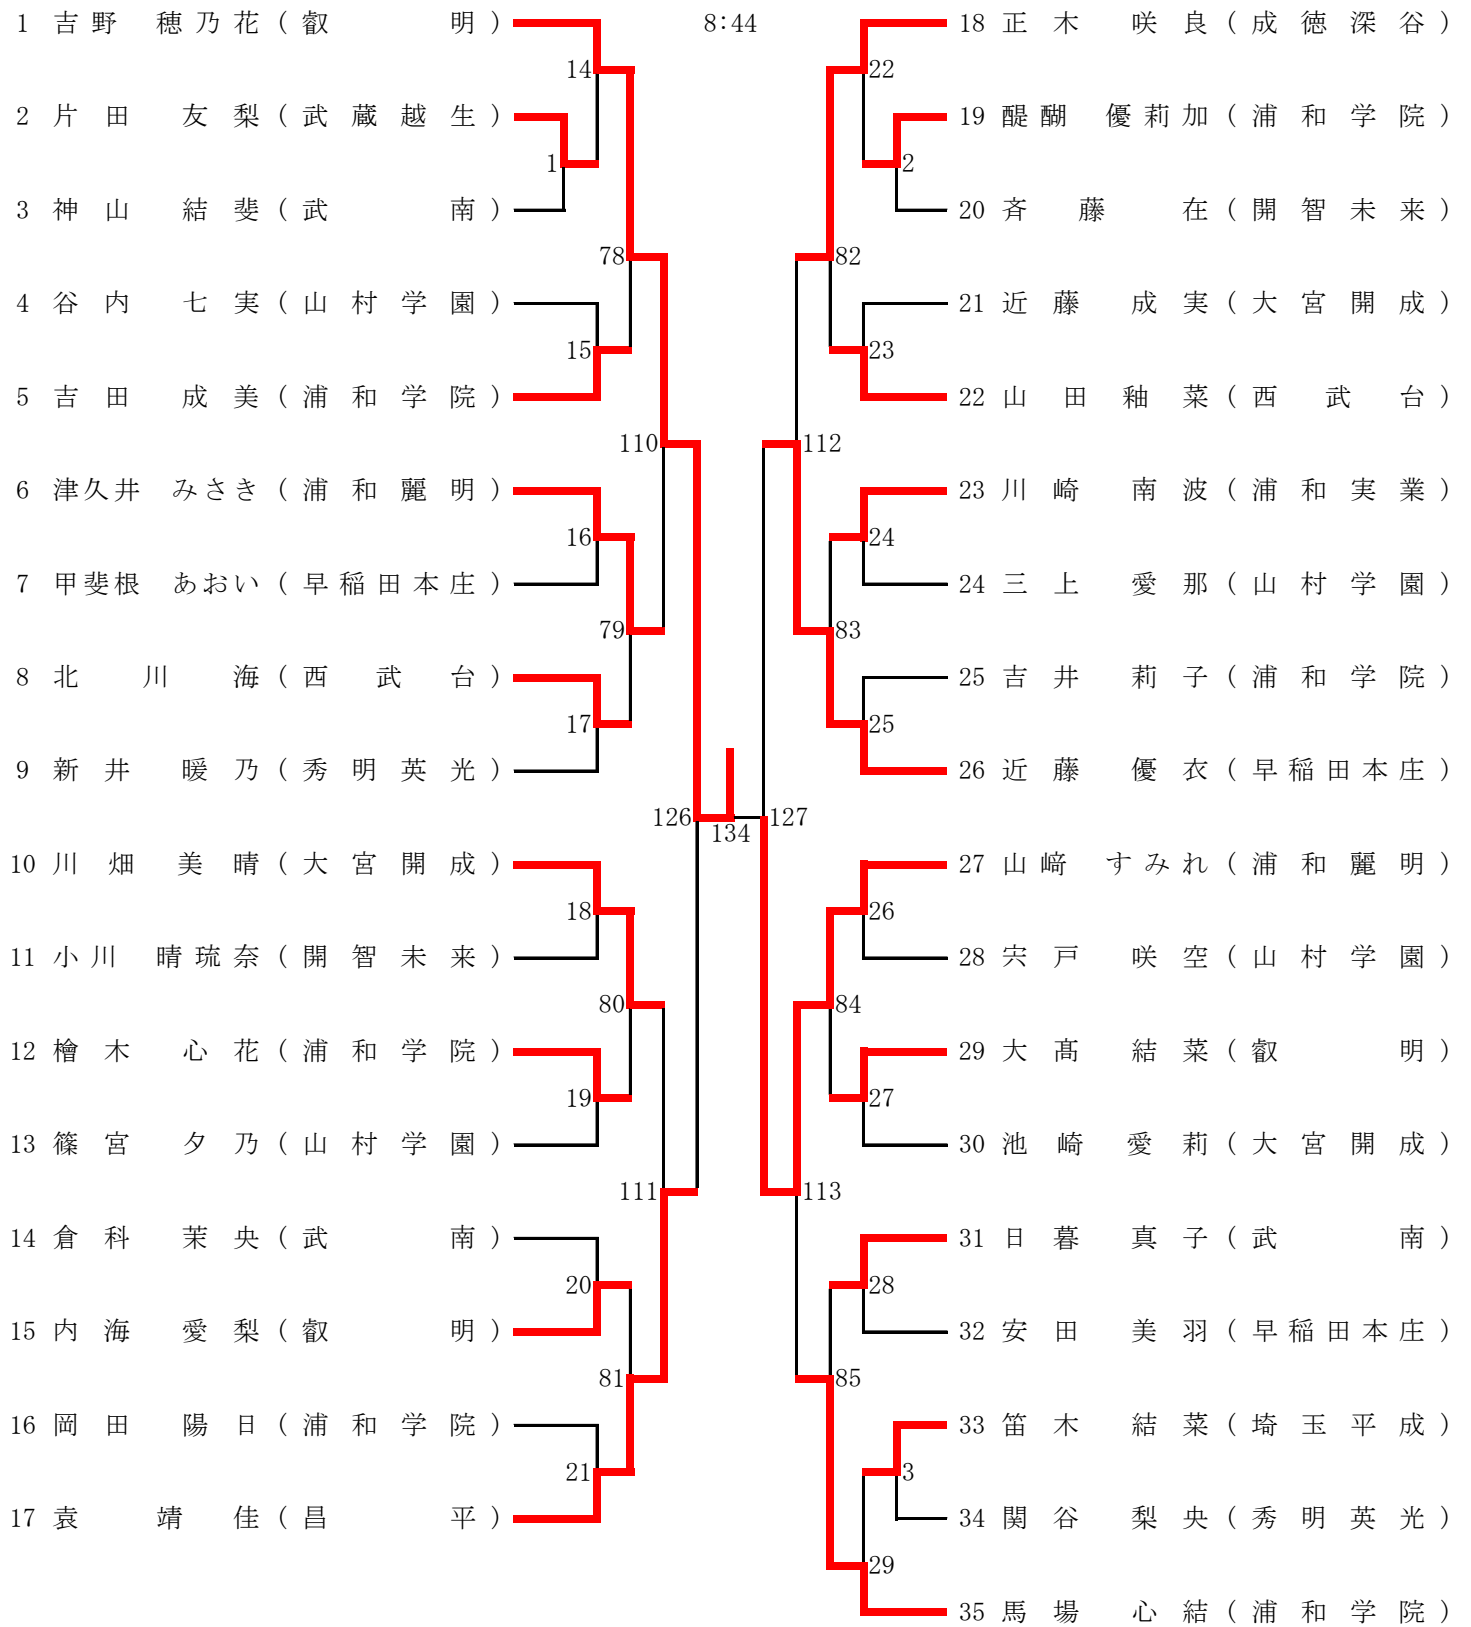 8:44
1 吉野 穂乃花 (叡明)
2 片田 友梨 (武蔵越生)
3 神山 結斐 (武南)
4 谷内 七実 (山村学園)
5 吉田 成美 (浦和学院)
6 津久井 みさき (浦和麗明)
7 甲斐根 あおい (早稲田本庄)
8 北川 海 (西武台)
9 新井 暖乃 (秀明英光)
10 川畑 美晴 (大宮開成)
11 小川 晴琉奈 (開智未来)
12 檜木 心花 (浦和学院)
13 篠宮 夕乃 (山村学園)
14 倉科 茉央 (武南)
15 内海 愛梨 (叡明)
16 岡田 陽日 (浦和学院)
17 袁 靖佳 (昌平)
14
1
78
15
110
16
79
17
126
134
127
18
80
19
111
20
81
21
22
2
82
23
112
24
83
25
26
84
27
113
28
85
3
29
18 正木 咲良 (成徳深谷)
19 醍醐 優莉加 (浦和学院)
20 斉藤 在 (開智未来)
21 近藤 成実 (大宮開成)
22 山田 釉菜 (西武台)
23 川崎 南波 (浦和実業)
24 三上 愛那 (山村学園)
25 吉井 莉子 (浦和学院)
26 近藤 優衣 (早稲田本庄)
27 山﨑 すみれ (浦和麗明)
28 宍戸 咲空 (山村学園)
29 大髙 結菜 (叡明)
30 池崎 愛莉 (大宮開成)
31 日暮 真子 (武南)
32 安田 美羽 (早稲田本庄)
33 笛木 結菜 (埼玉平成)
34 関谷 梨央 (秀明英光)
35 馬場 心結 (浦和学院)